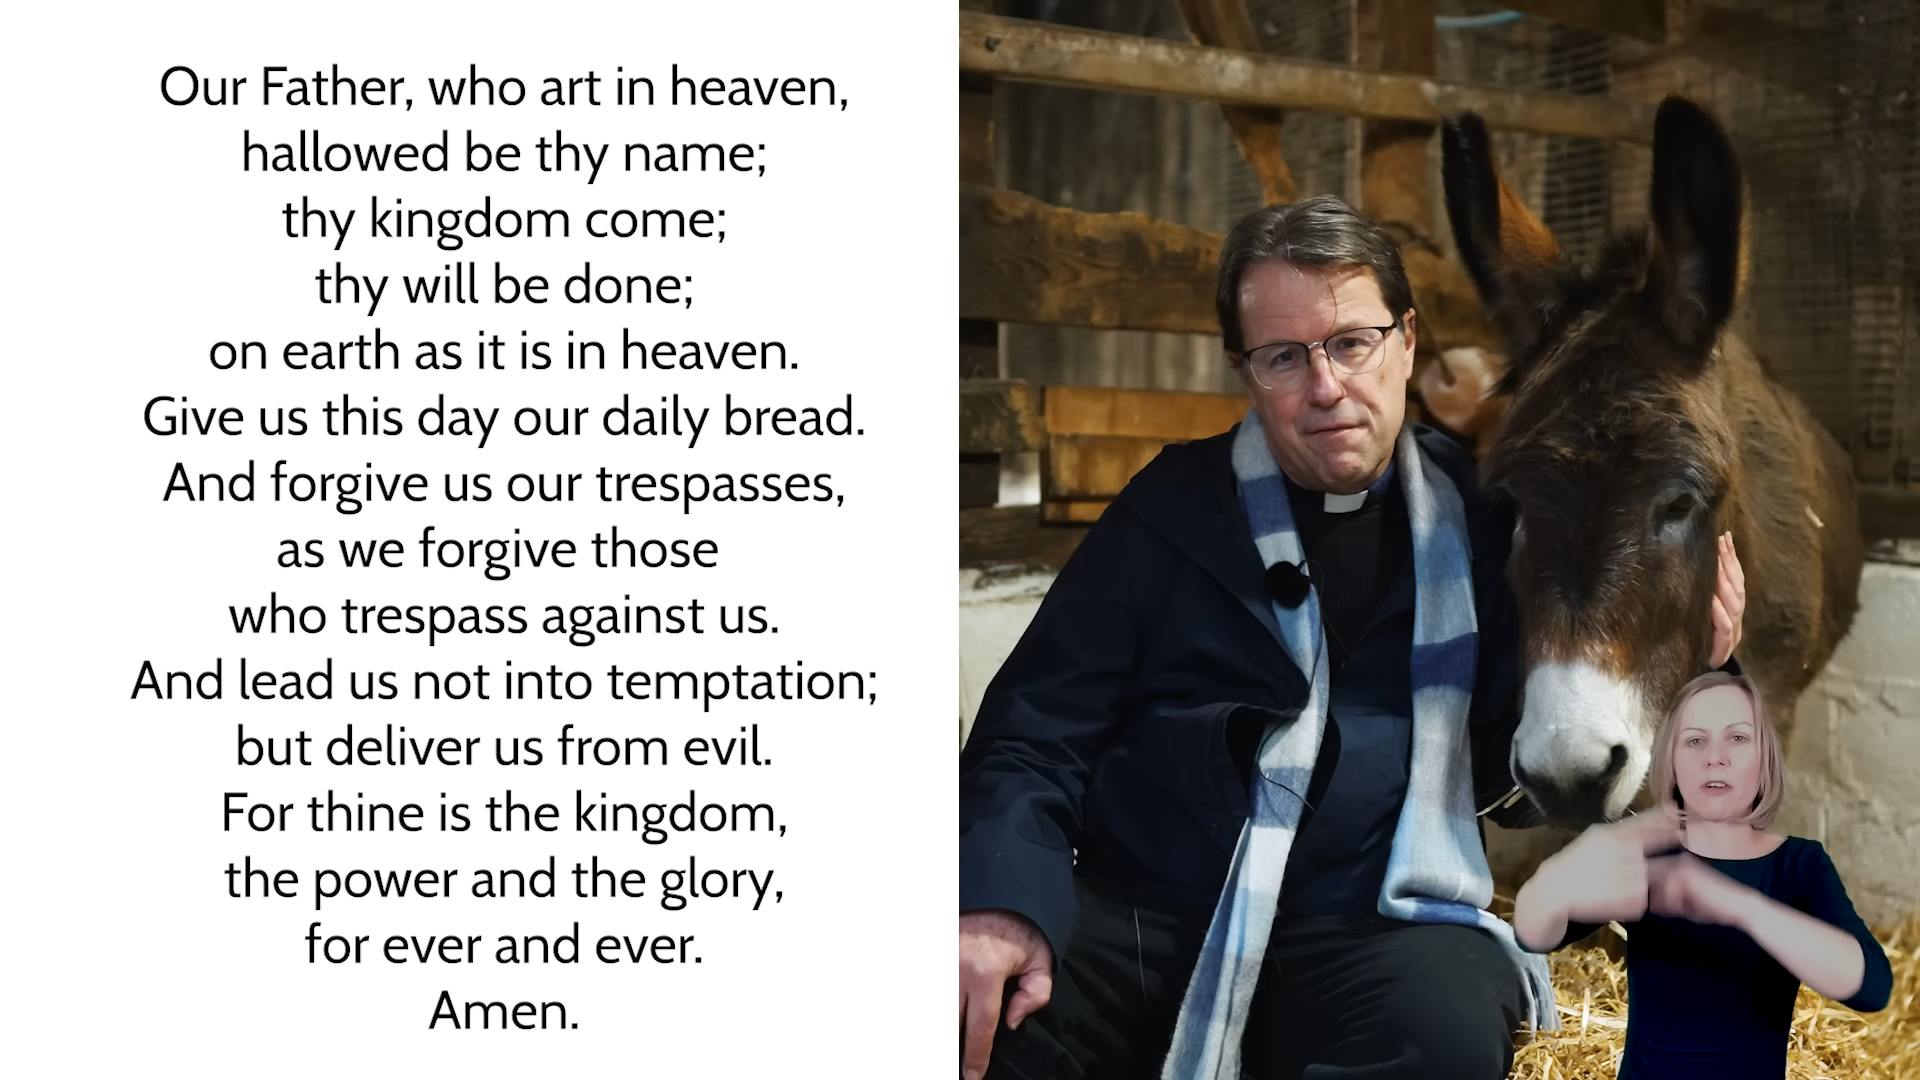 Our Father, who art in heaven,
hallowed be thy name;
thy kingdom come;
thy will be done;
on earth as it is in heaven.
Give us this day our daily bread.
And forgive us our trespasses,
as we forgive those
who trespass against us.
And lead us not into temptation;
but deliver us from evil.
For thine is the kingdom,
the power and the glory,
for ever and ever.
Amen.